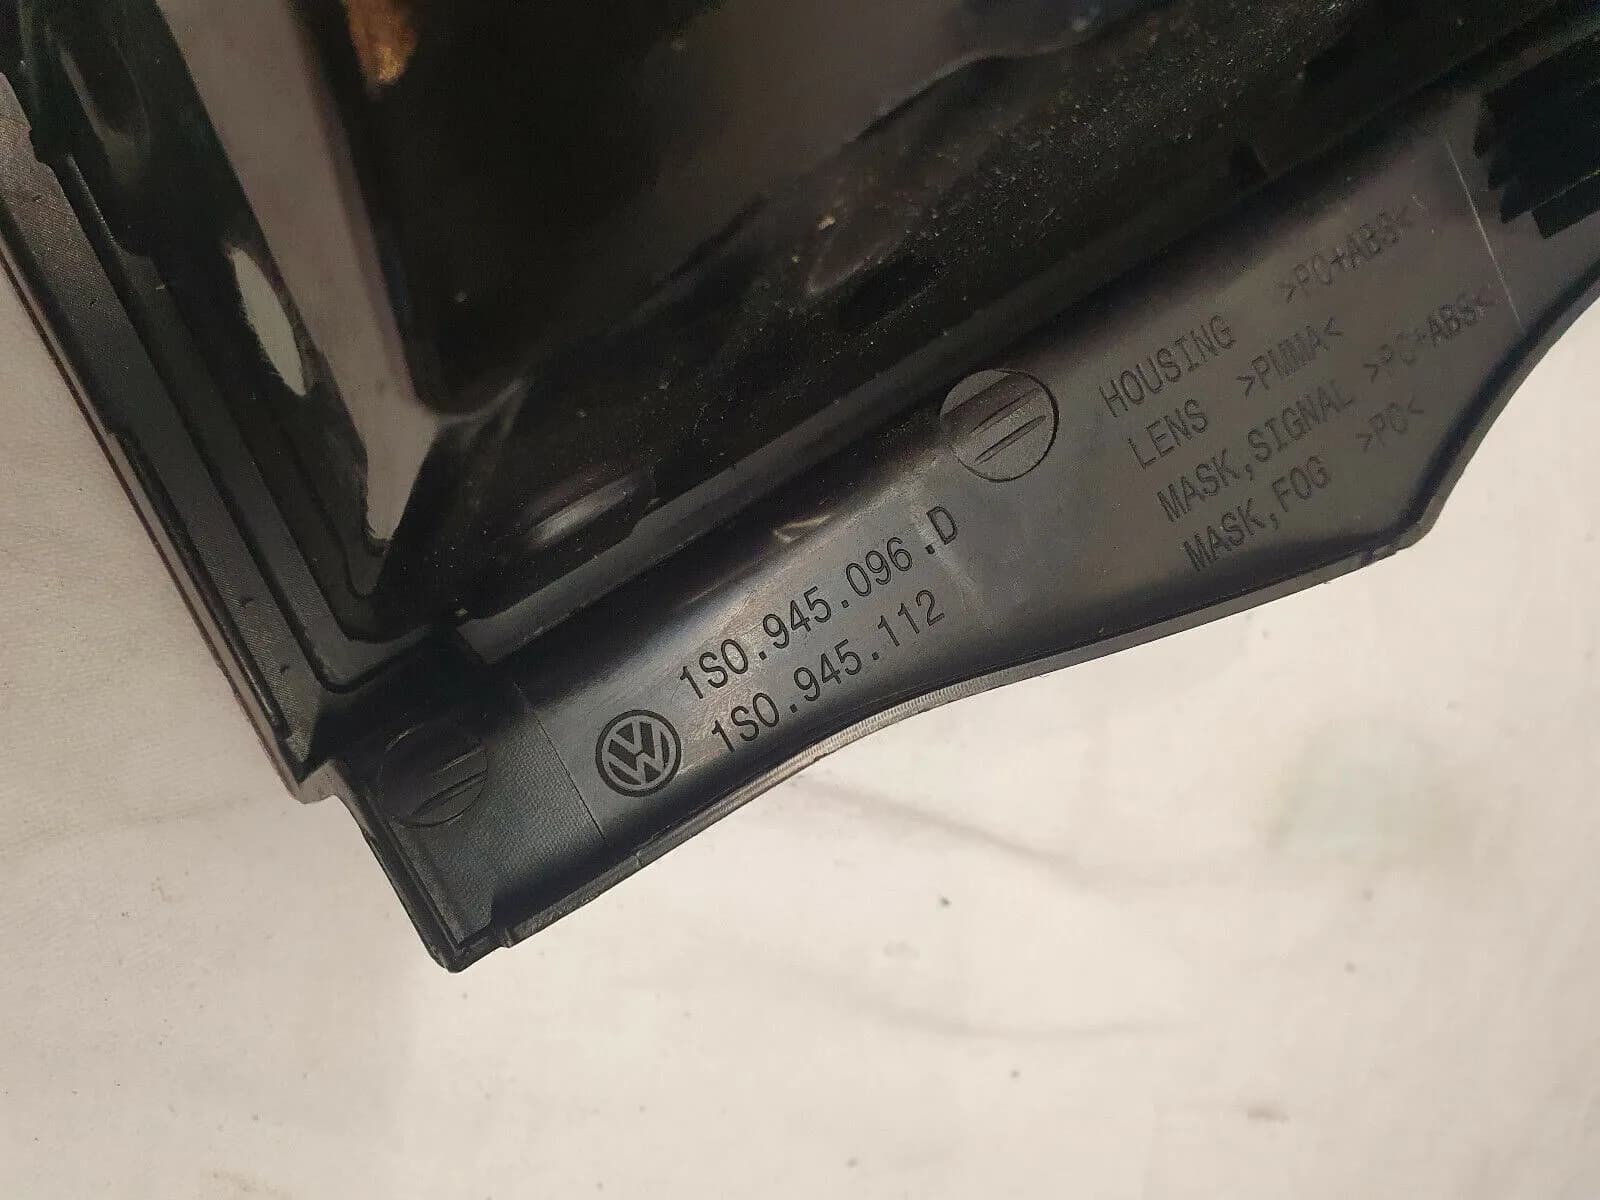 HOUSING >PC+ABS<
LENS >PMMA<
MASK,SIGNAL >PC+ABS<
MASK,FOG >PC<
1S0.945.096.D
1S0.945.112